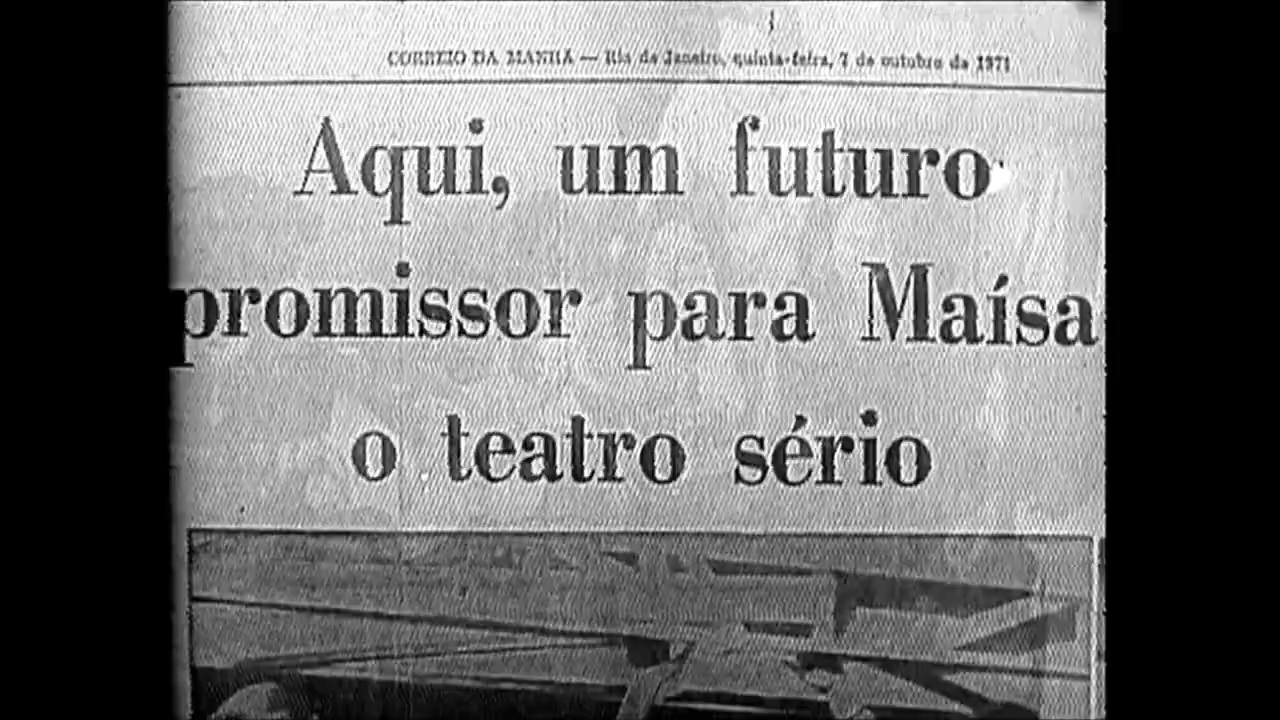 CORREIO DA MANHÃ — Rio de Janeiro, quinta-feira, 7 de outubro de 1971
Aqui, um futuro
promissor para Maísa
o teatro sério